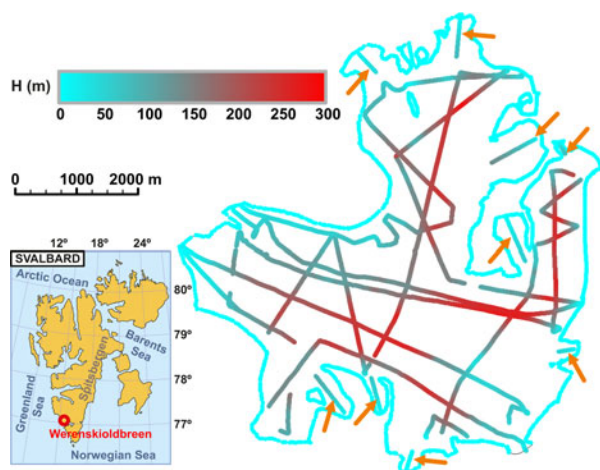 H (m)
0 50 100 150 200 250 300
0 1000 2000 m
12° 18° 24°
SVALBARD
Arctic Ocean
80°
Barents Sea
79°
Spitsbergen
Greenland Sea
78°
77°
Werenskioldbreen
Norwegian Sea